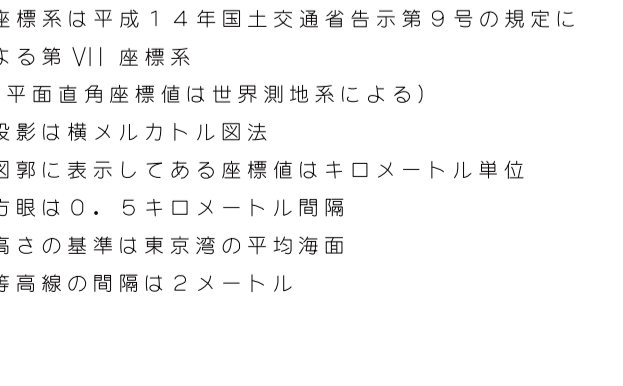 座標系は平成１４年国土交通省告示第９号の規定に
よる第 VII 座標系
平面直角座標値は世界測地系による）
投影は横メルカトル図法
図郭に表示してある座標値はキロメートル単位
方眼は０．５キロメートル間隔
高さの基準は東京湾の平均海面
等高線の間隔は２メートル